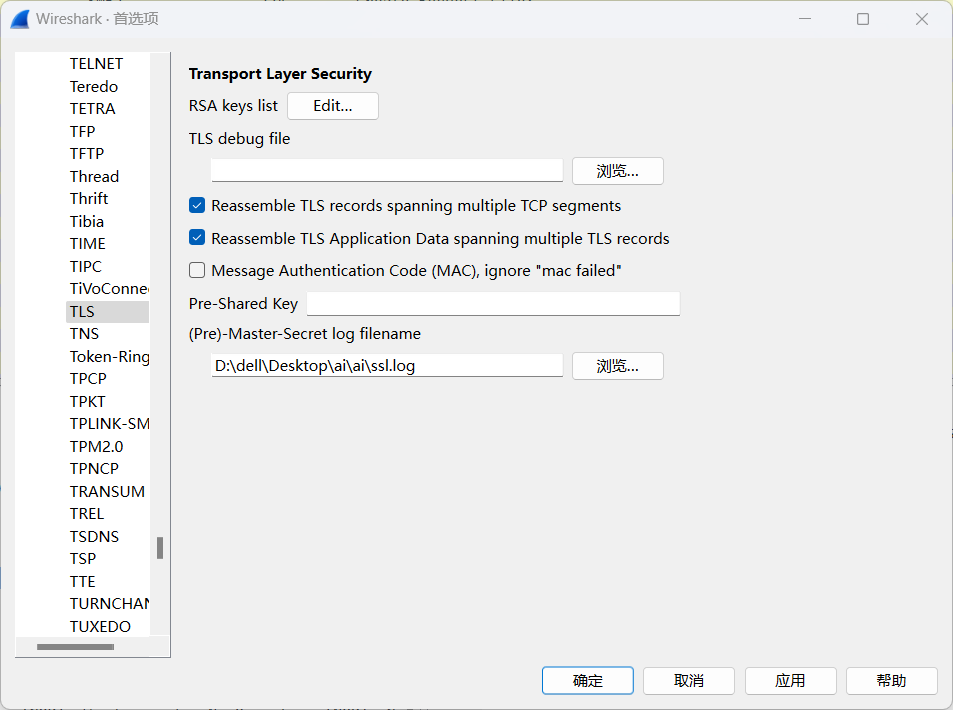 Wireshark · 首选项
TELNET
Teredo
TETRA
TFP
TFTP
Thread
Thrift
Tibia
TIME
TIPC
TiVoConne
TLS
TNS
Token-Ring
TPCP
TPKT
TPLINK-SM
TPM2.0
TPNCP
TRANSUM
TREL
TSDNS
TSP
TTE
TURNCHAN
TUXEDO
Transport Layer Security
RSA keys list Edit...
TLS debug file
浏览...
Reassemble TLS records spanning multiple TCP segments
Reassemble TLS Application Data spanning multiple TLS records
Message Authentication Code (MAC), ignore "mac failed"
Pre-Shared Key
(Pre)-Master-Secret log filename
D:\dell\Desktop\ai\ai\ssl.log 浏览...
确定 取消 应用 帮助